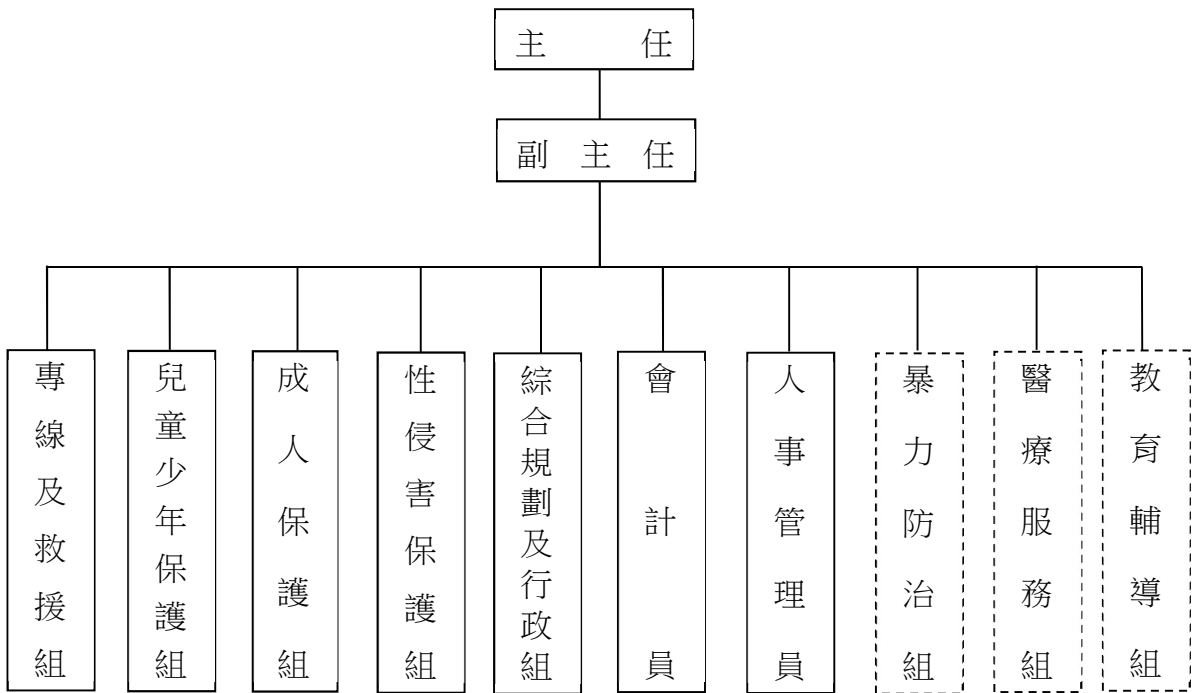 主任
副主任
專線及救援組
兒童少年保護組
成人保護組
性侵害保護組
綜合規劃及行政組
會計員
人事管理員
暴力防治組
醫療服務組
教育輔導組